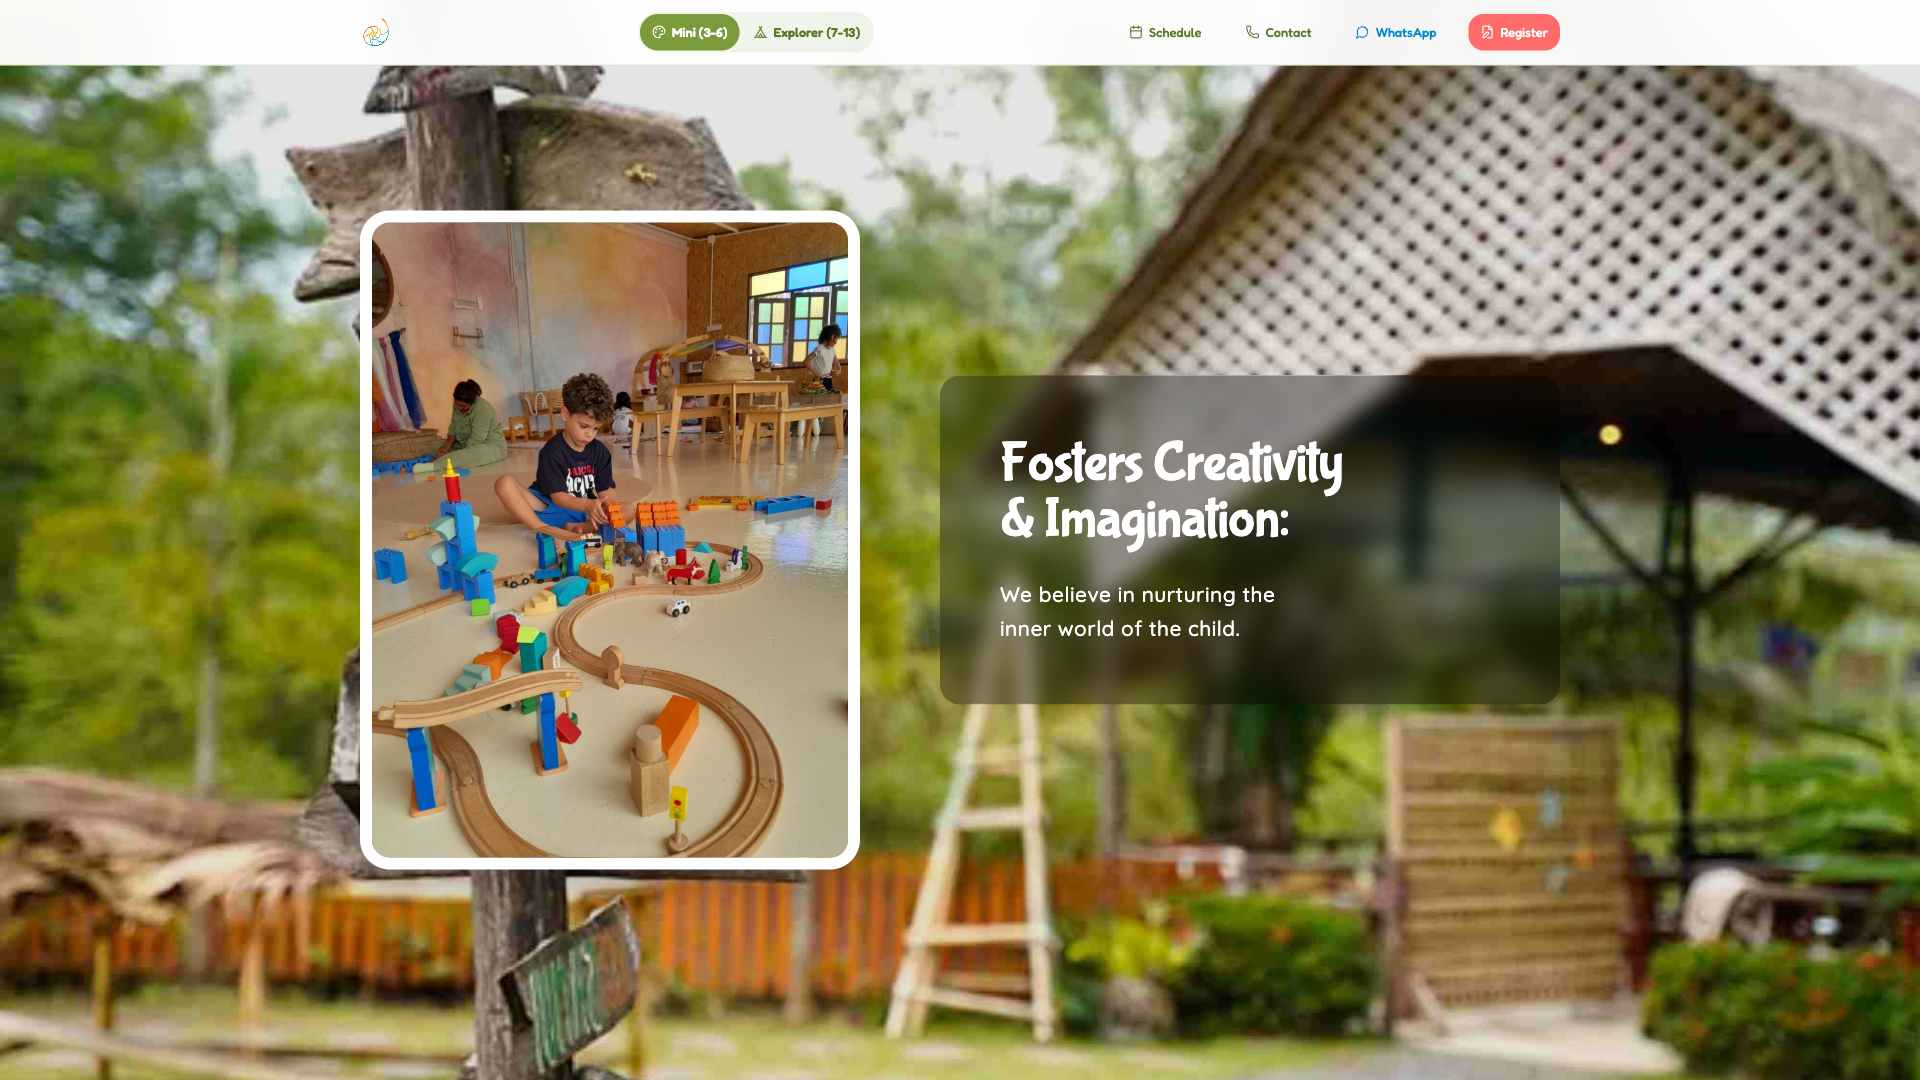 Mini (3-6)
Explorer (7-13)
Schedule
Contact
WhatsApp
Register
Fosters Creativity
& Imagination:
We believe in nurturing the
inner world of the child.